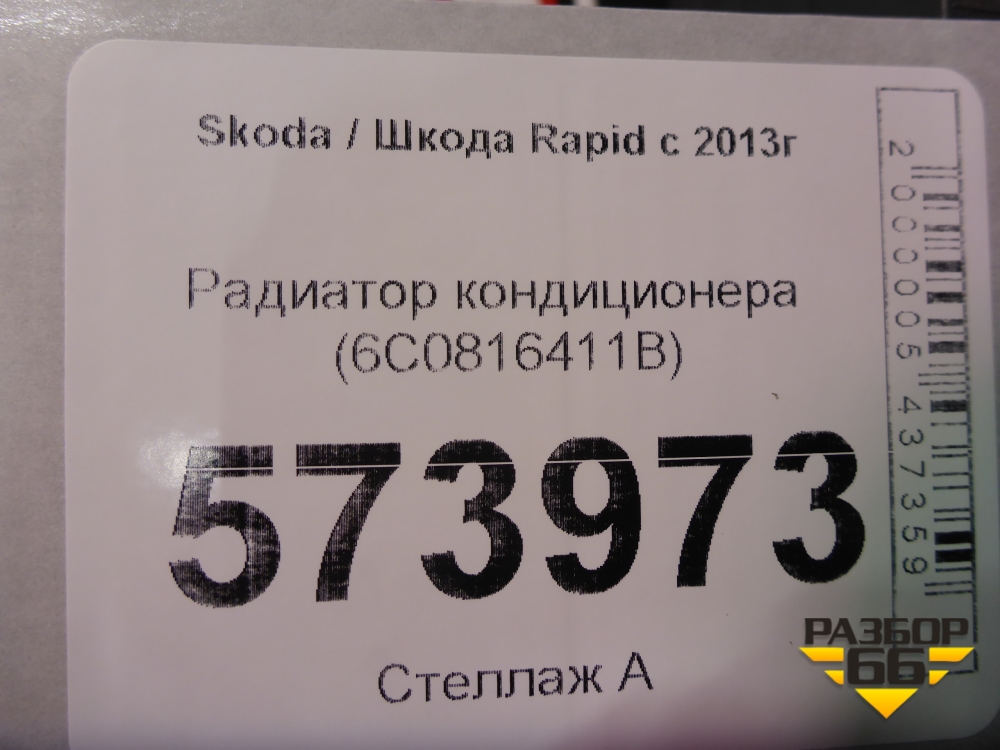 Skoda / Шкода Rapid с 2013г
Радиатор кондиционера
(6C0816411B)
573973
Стеллаж А
2000005437359
РАЗБОР
66